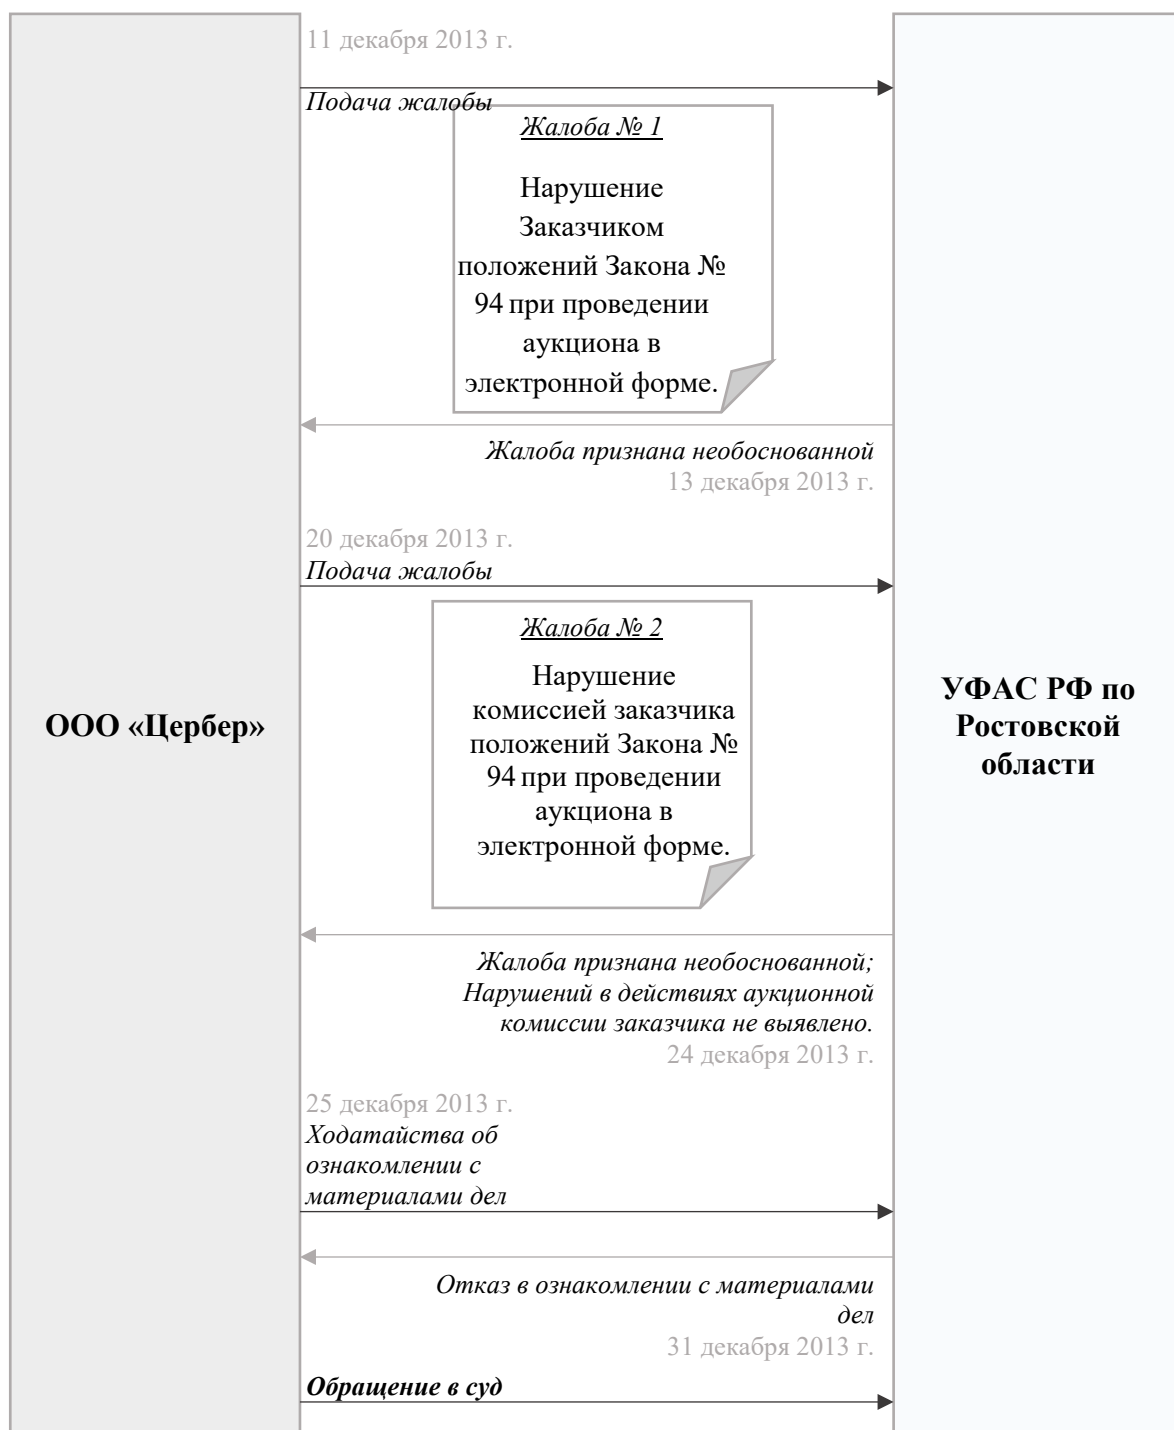 11 декабря 2013 г.
Подача жалобы
Жалоба № 1
Нарушение
Заказчиком
положений Закона №
94 при проведении
аукциона в
электронной форме.
Жалоба признана необоснованной
13 декабря 2013 г.
20 декабря 2013 г.
Подача жалобы
Жалоба № 2
Нарушение
комиссией заказчика
положений Закона №
94 при проведении
аукциона в
электронной форме.
ООО «Цербер»
УФАС РФ по
Ростовской
области
Жалоба признана необоснованной;
Нарушений в действиях аукционной
комиссии заказчика не выявлено.
24 декабря 2013 г.
25 декабря 2013 г.
Ходатайства об
ознакомлении с
материалами дел
Отказ в ознакомлении с материалами
дел
31 декабря 2013 г.
Обращение в суд